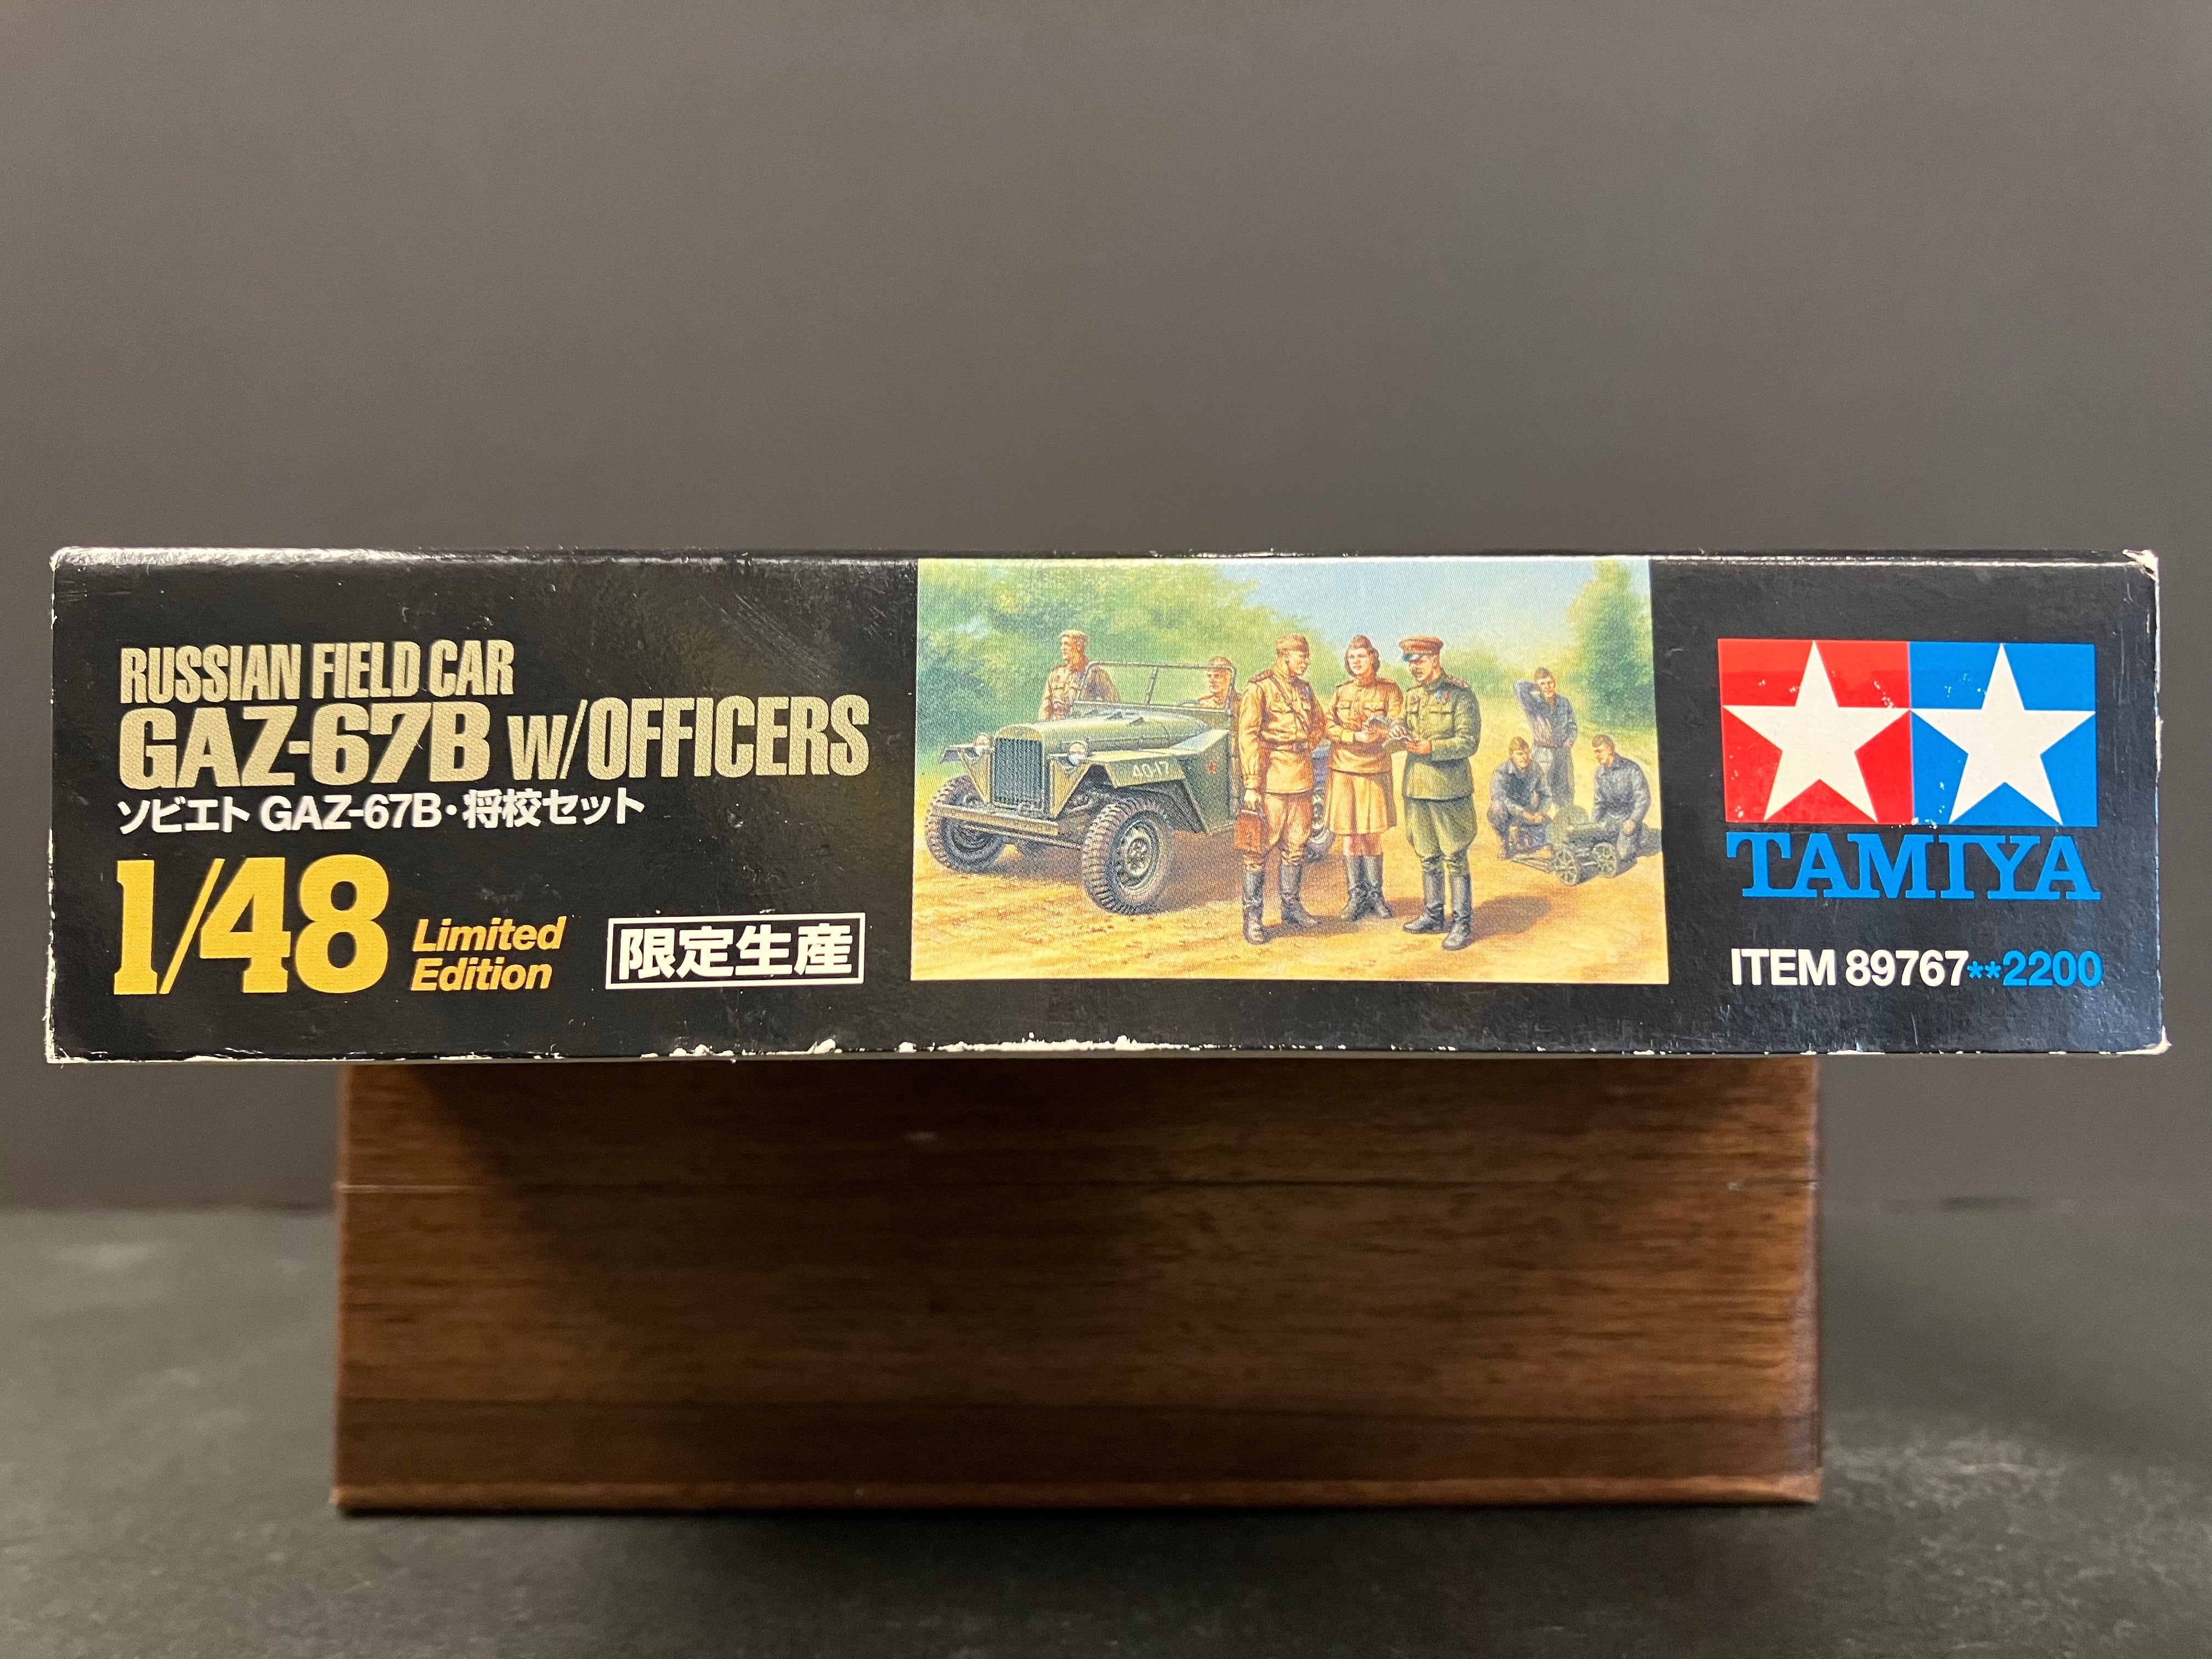 RUSSIAN FIELD CAR
GAZ-67B W/OFFICERS
ソビエト GAZ-67B・将校セット
1/48
Limited
Edition
限定生産
40-17
TAMIYA
ITEM 89767**2200